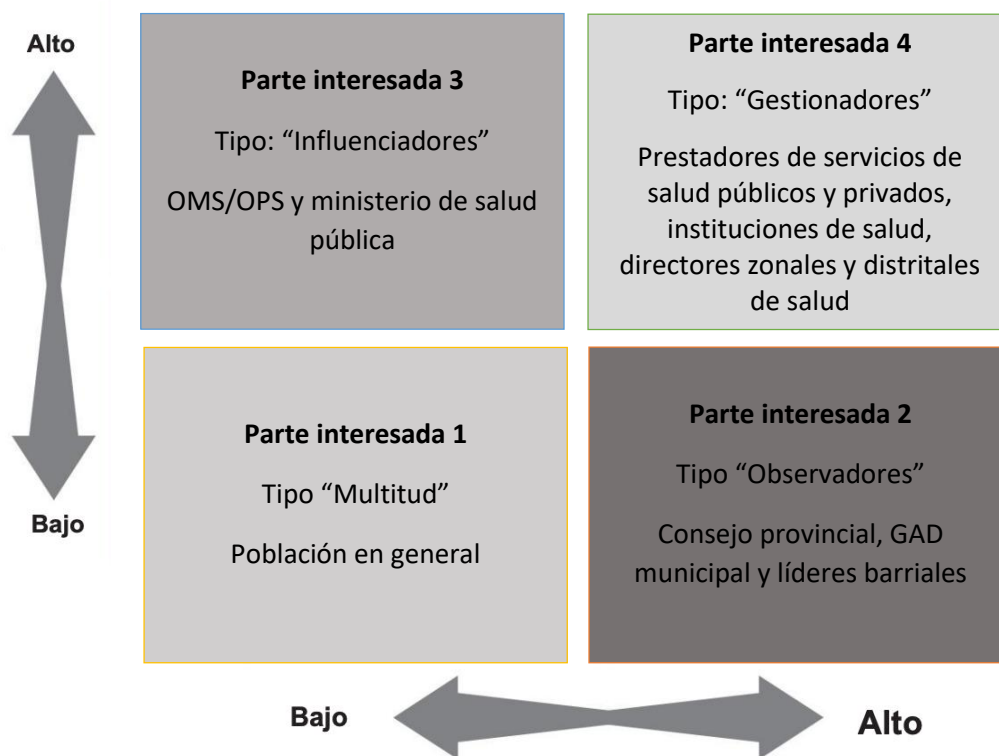 Alto
Parte interesada 3
Tipo: “Influenciadores”
OMS/OPS y ministerio de salud
pública
Parte interesada 4
Tipo: “Gestionadores”
Prestadores de servicios de
salud públicos y privados,
instituciones de salud,
directores zonales y distritales
de salud
Parte interesada 1
Tipo “Multitud”
Población en general
Parte interesada 2
Tipo “Observadores”
Consejo provincial, GAD
municipal y líderes barriales
Bajo
Bajo
Alto